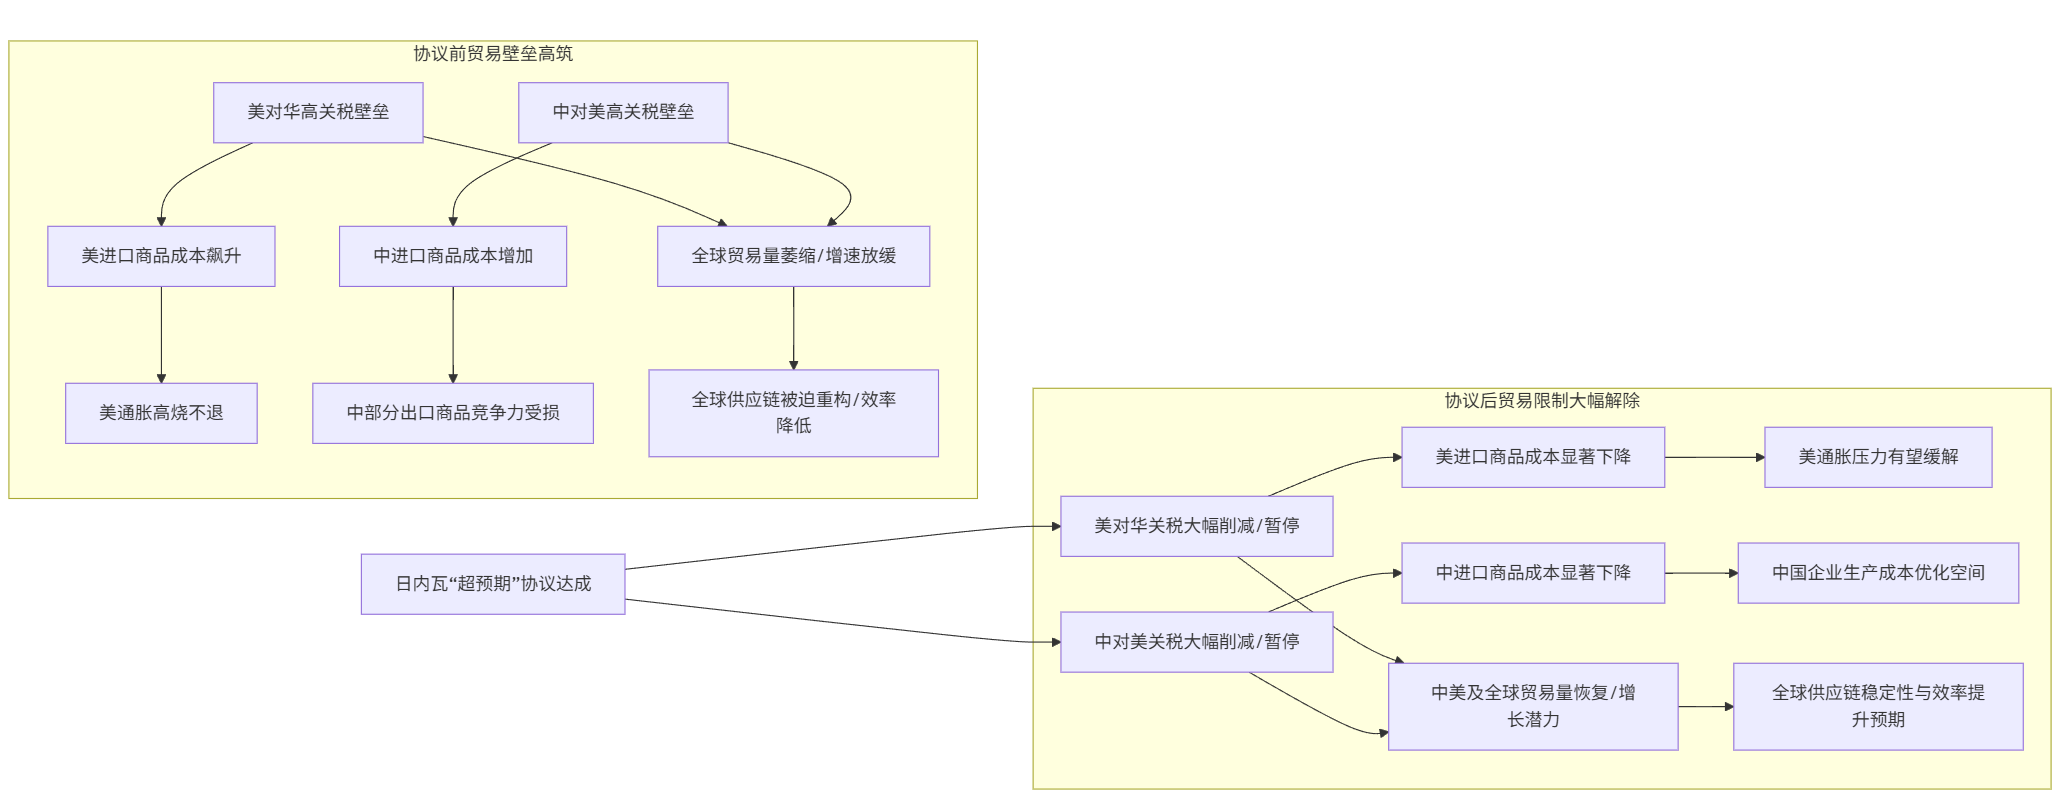 协议前贸易壁垒高筑
美对华高关税壁垒
中对美高关税壁垒
美进口商品成本飙升
中进口商品成本增加
全球贸易量萎缩/增速放缓
美通胀高烧不退
中部分出口商品竞争力受损
全球供应链被迫重构/效率
降低
日内瓦“超预期”协议达成
协议后贸易限制大幅解除
美对华关税大幅削减/暂停
中对美关税大幅削减/暂停
美进口商品成本显著下降
美通胀压力有望缓解
中进口商品成本显著下降
中国企业生产成本优化空间
中美及全球贸易量恢复/增
长潜力
全球供应链稳定性与效率提
升预期